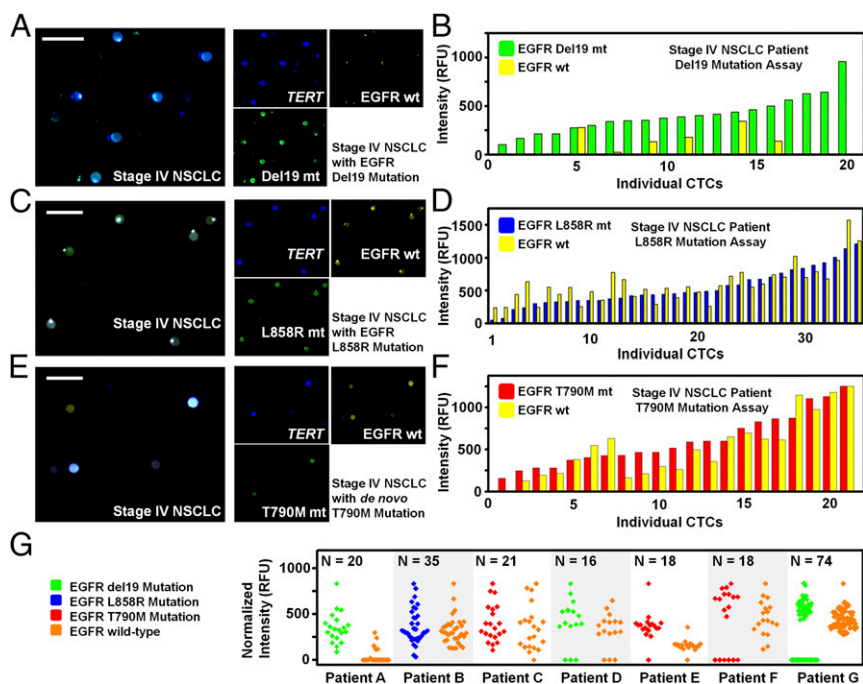 A
TERT
EGFR wt
Stage IV NSCLC
Del19 mt
Stage IV NSCLC
with EGFR
Del19 Mutation
B
EGFR Del19 mt
EGFR wt
Stage IV NSCLC Patient
Del19 Mutation Assay
Intensity (RFU)
1000
500
250
0
0
5
10
15
20
Individual CTCs
C
TERT
EGFR wt
Stage IV NSCLC
L858R mt
Stage IV NSCLC
with EGFR
L858R Mutation
D
EGFR L858R mt
EGFR wt
Stage IV NSCLC Patient
L858R Mutation Assay
Intensity (RFU)
1500
1000
500
0
1
10
20
30
Individual CTCs
E
TERT
EGFR wt
Stage IV NSCLC
T790M mt
Stage IV NSCLC
with de novo
T790M Mutation
F
EGFR T790M mt
EGFR wt
Stage IV NSCLC Patient
T790M Mutation Assay
Intensity (RFU)
1000
500
250
0
5
10
15
20
Individual CTCs
G
EGFR del19 Mutation
EGFR L858R Mutation
EGFR T790M Mutation
EGFR wild-type
Normalized
Intensity (RFU)
1000
500
0
N = 20 N = 35 N = 21 N = 16 N = 18 N = 18 N = 74
Patient A Patient B Patient C Patient D Patient E Patient F Patient G